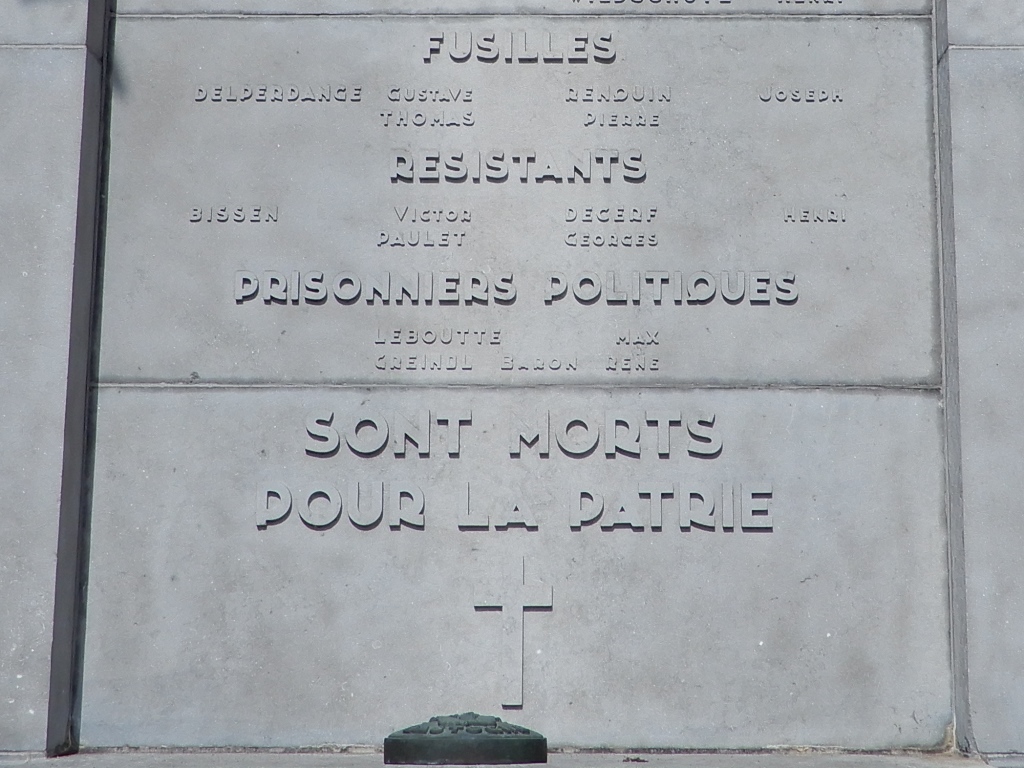 FUSILLES
DELPERDANGE GUSTAVE RENDUIN JOSEPH
THOMAS PIERRE
RESISTANTS
BISSEN VICTOR DECERF HENRI
PAULET GEORGES
PRISONNIERS POLITIQUES
LEBOUTTE MAX
GREINDL BARON RENE
SONT MORTS
POUR LA PATRIE